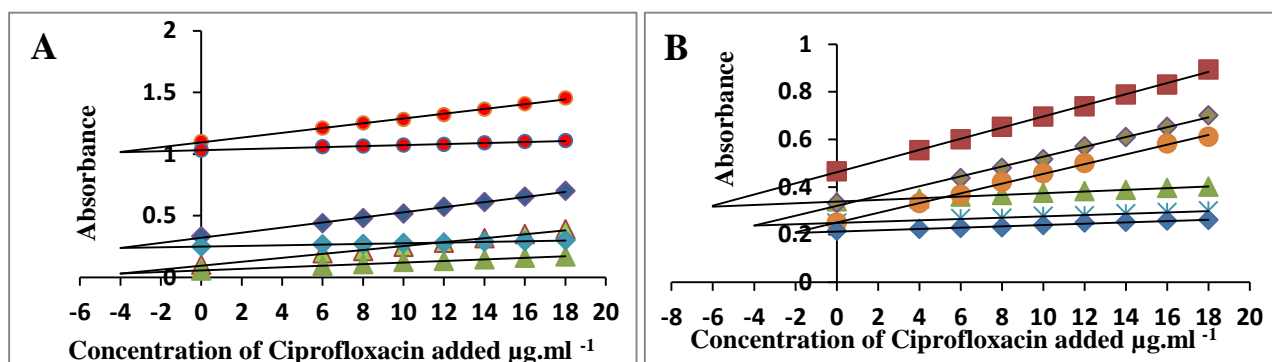 A
Absorbance
2
1.5
1
0.5
0
-6 -4 -2 0 2 4 6 8 10 12 14 16 18 20
Concentration of Ciprofloxacin added µg.ml -1
B
Absorbance
1
0.8
0.6
0.4
0.2
0
-8 -6 -4 -2 0 2 4 6 8 10 12 14 16 18 20
Concentration of Ciprofloxacin added µg.ml -1